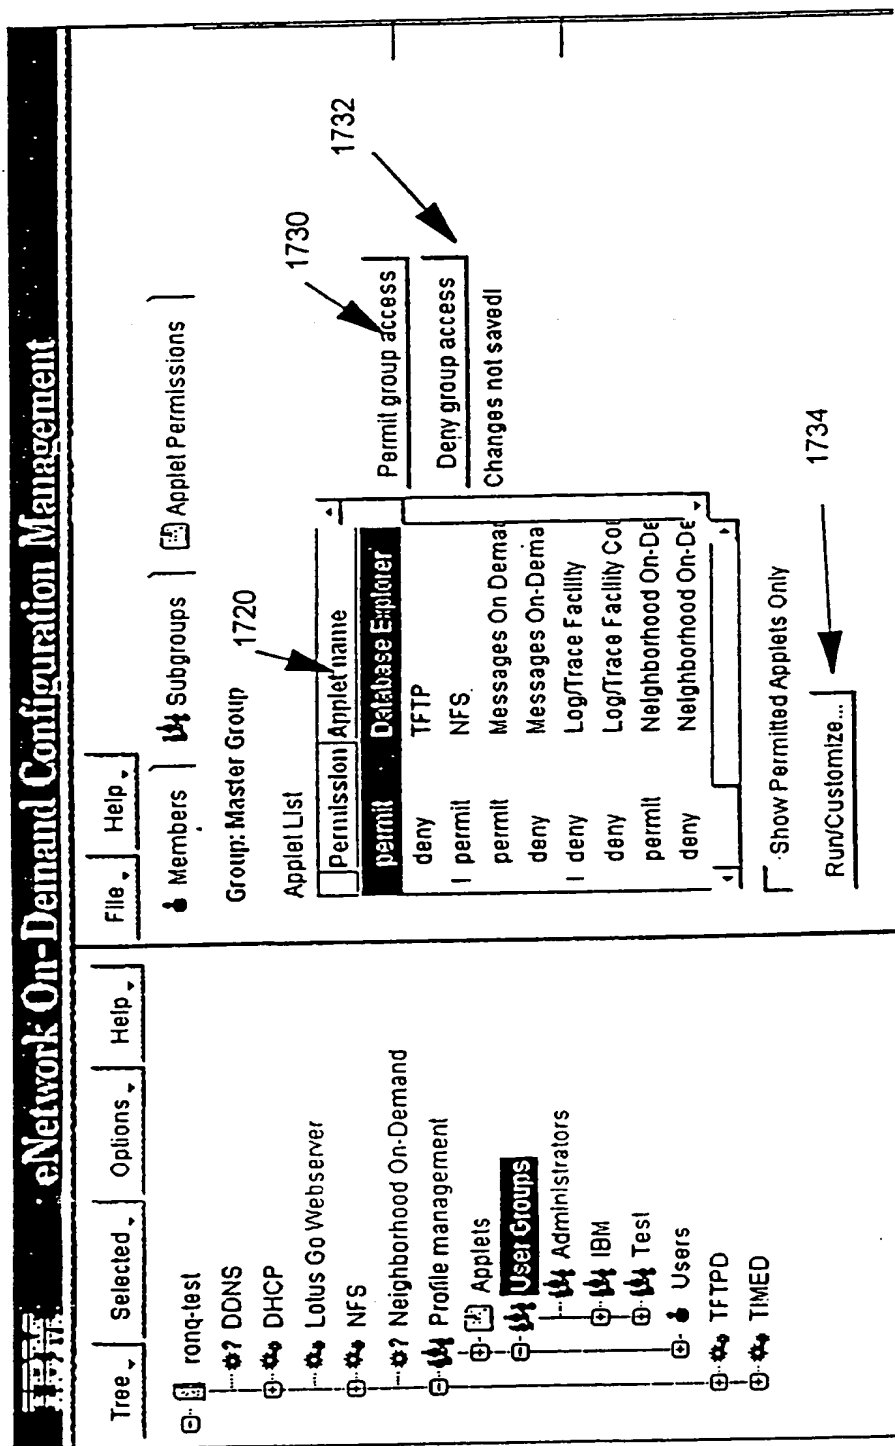 IBM eNetwork On-Demand Configuration Management
Tree Selected Options Help
ronq-test
? DDNS
DHCP
Lotus Go Webserver
NFS
? Neighborhood On-Demand
Profile management
Applets
User Groups
Administrators
IBM
Test
Users
TFTPD
TIMED
File Help
Members Subgroups Applet Permissions
Group: Master Group
1720
Applet List
Permission Applet name
permit Database Explorer
deny TFTP
I permit NFS
permit Messages On Demar
deny Messages On-Dema
I deny Log/Trace Facility
deny Log/Trace Facility Cou
permit Neighborhood On-De
deny Neighborhood On-De
Permit group access
1730
Deny group access
1732
Changes not saved!
Show Permitted Applets Only
Run/Customize...
1734